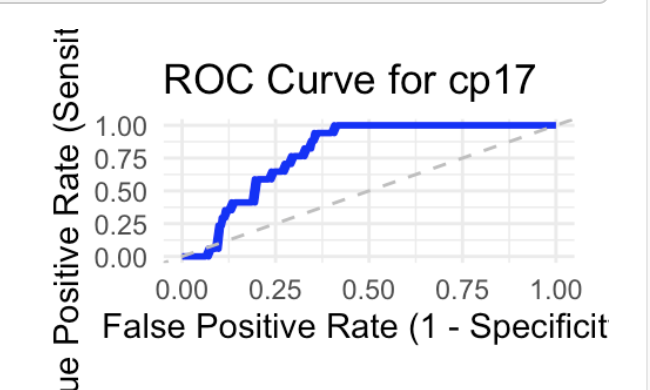 ROC Curve for cp17
ue Positive Rate (Sensit
1.00
0.75
0.50
0.25
0.00
0.00 0.25 0.50 0.75 1.00
False Positive Rate (1 - Specificit